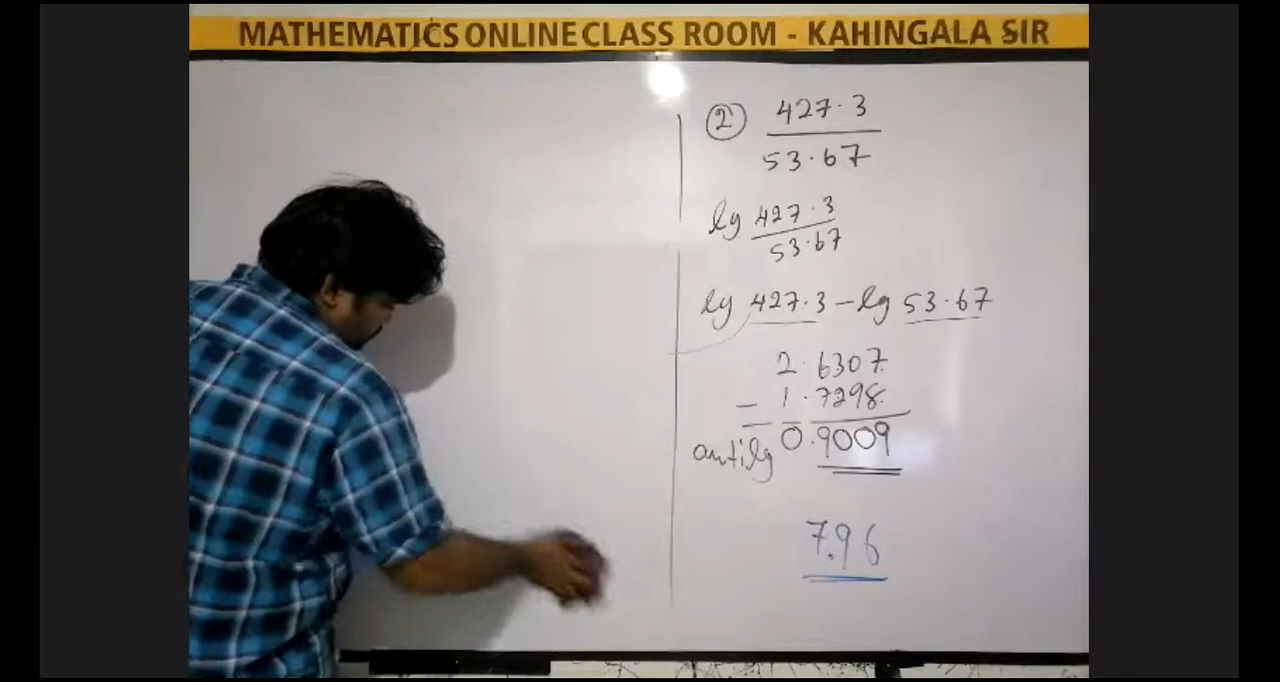 MATHEMATICS ONLINE CLASS ROOM - KAHINGALA SIR
② 427.3
53.67
lg 427.3
53.67
lg 427.3 - lg 53.67
2.6307
- 1.7298
antilg 0.9009
7.96